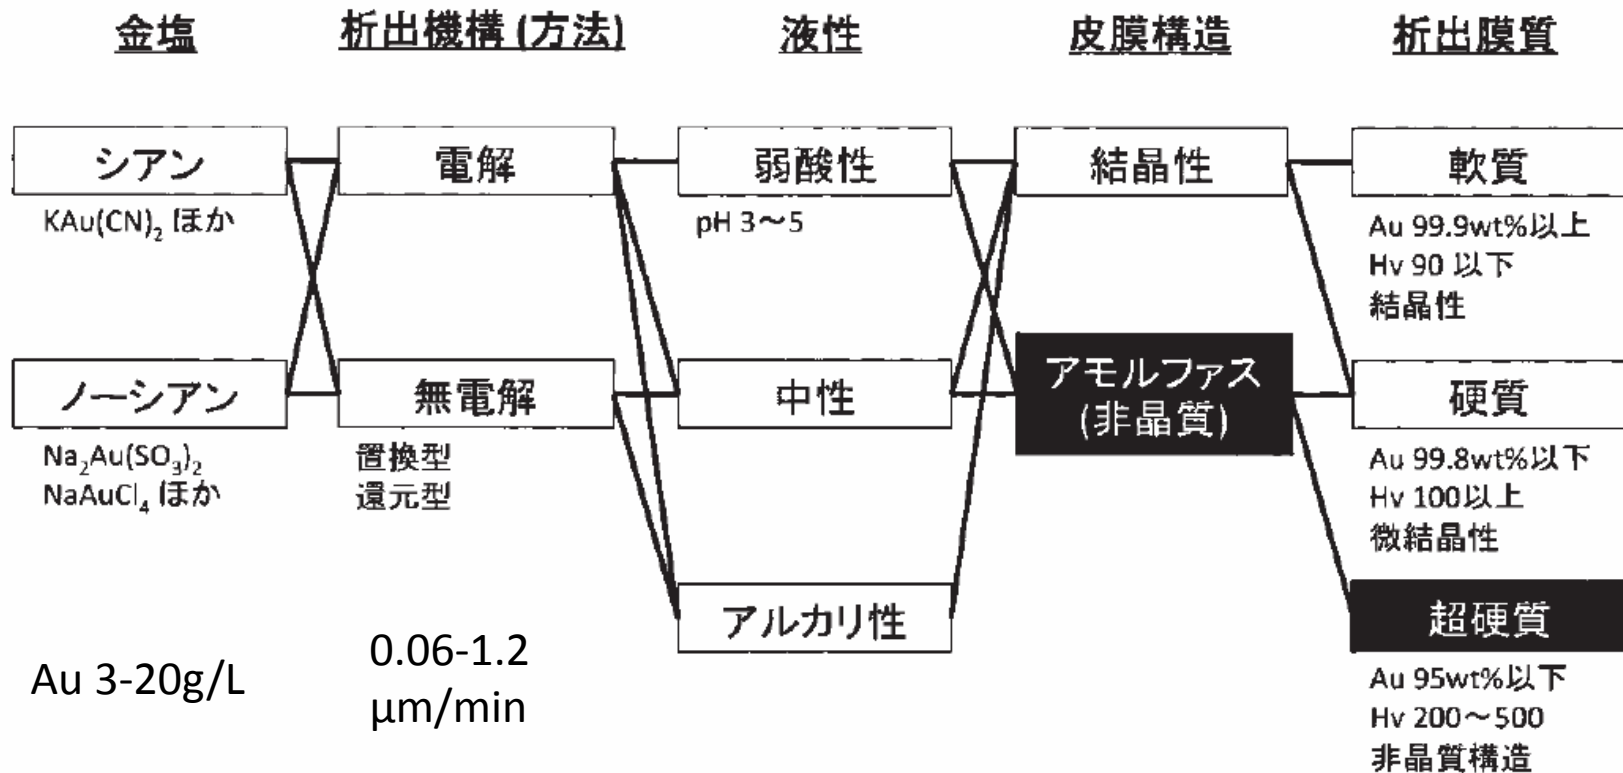 金塩
析出機構 (方法)
液性
皮膜構造
析出膜質
シアン
KAu(CN)₂ ほか
ノーシアン
Na₂Au(SO₃)₂
NaAuCl₄ ほか
Au 3-20g/L
電解
無電解
置換型
還元型
0.06-1.2
μm/min
弱酸性
pH 3～5
中性
アルカリ性
結晶性
アモルファス
(非晶質)
軟質
Au 99.9wt%以上
Hv 90 以下
結晶性
硬質
Au 99.8wt%以下
Hv 100以上
微結晶性
超硬質
Au 95wt%以下
Hv 200～500
非晶質構造